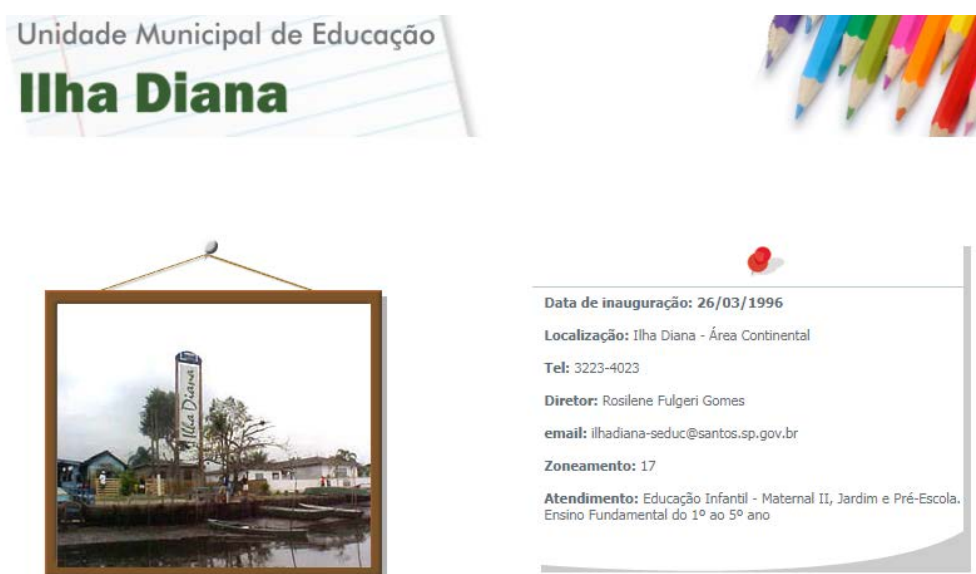 Unidade Municipal de Educação
Ilha Diana
Ilha Diana
Data de inauguração: 26/03/1996
Localização: Ilha Diana - Área Continental
Tel: 3223-4023
Diretor: Rosilene Fulgeri Gomes
email: ilhadiana-seduc@santos.sp.gov.br
Zoneamento: 17
Atendimento: Educação Infantil - Maternal II, Jardim e Pré-Escola.
Ensino Fundamental do 1º ao 5º ano